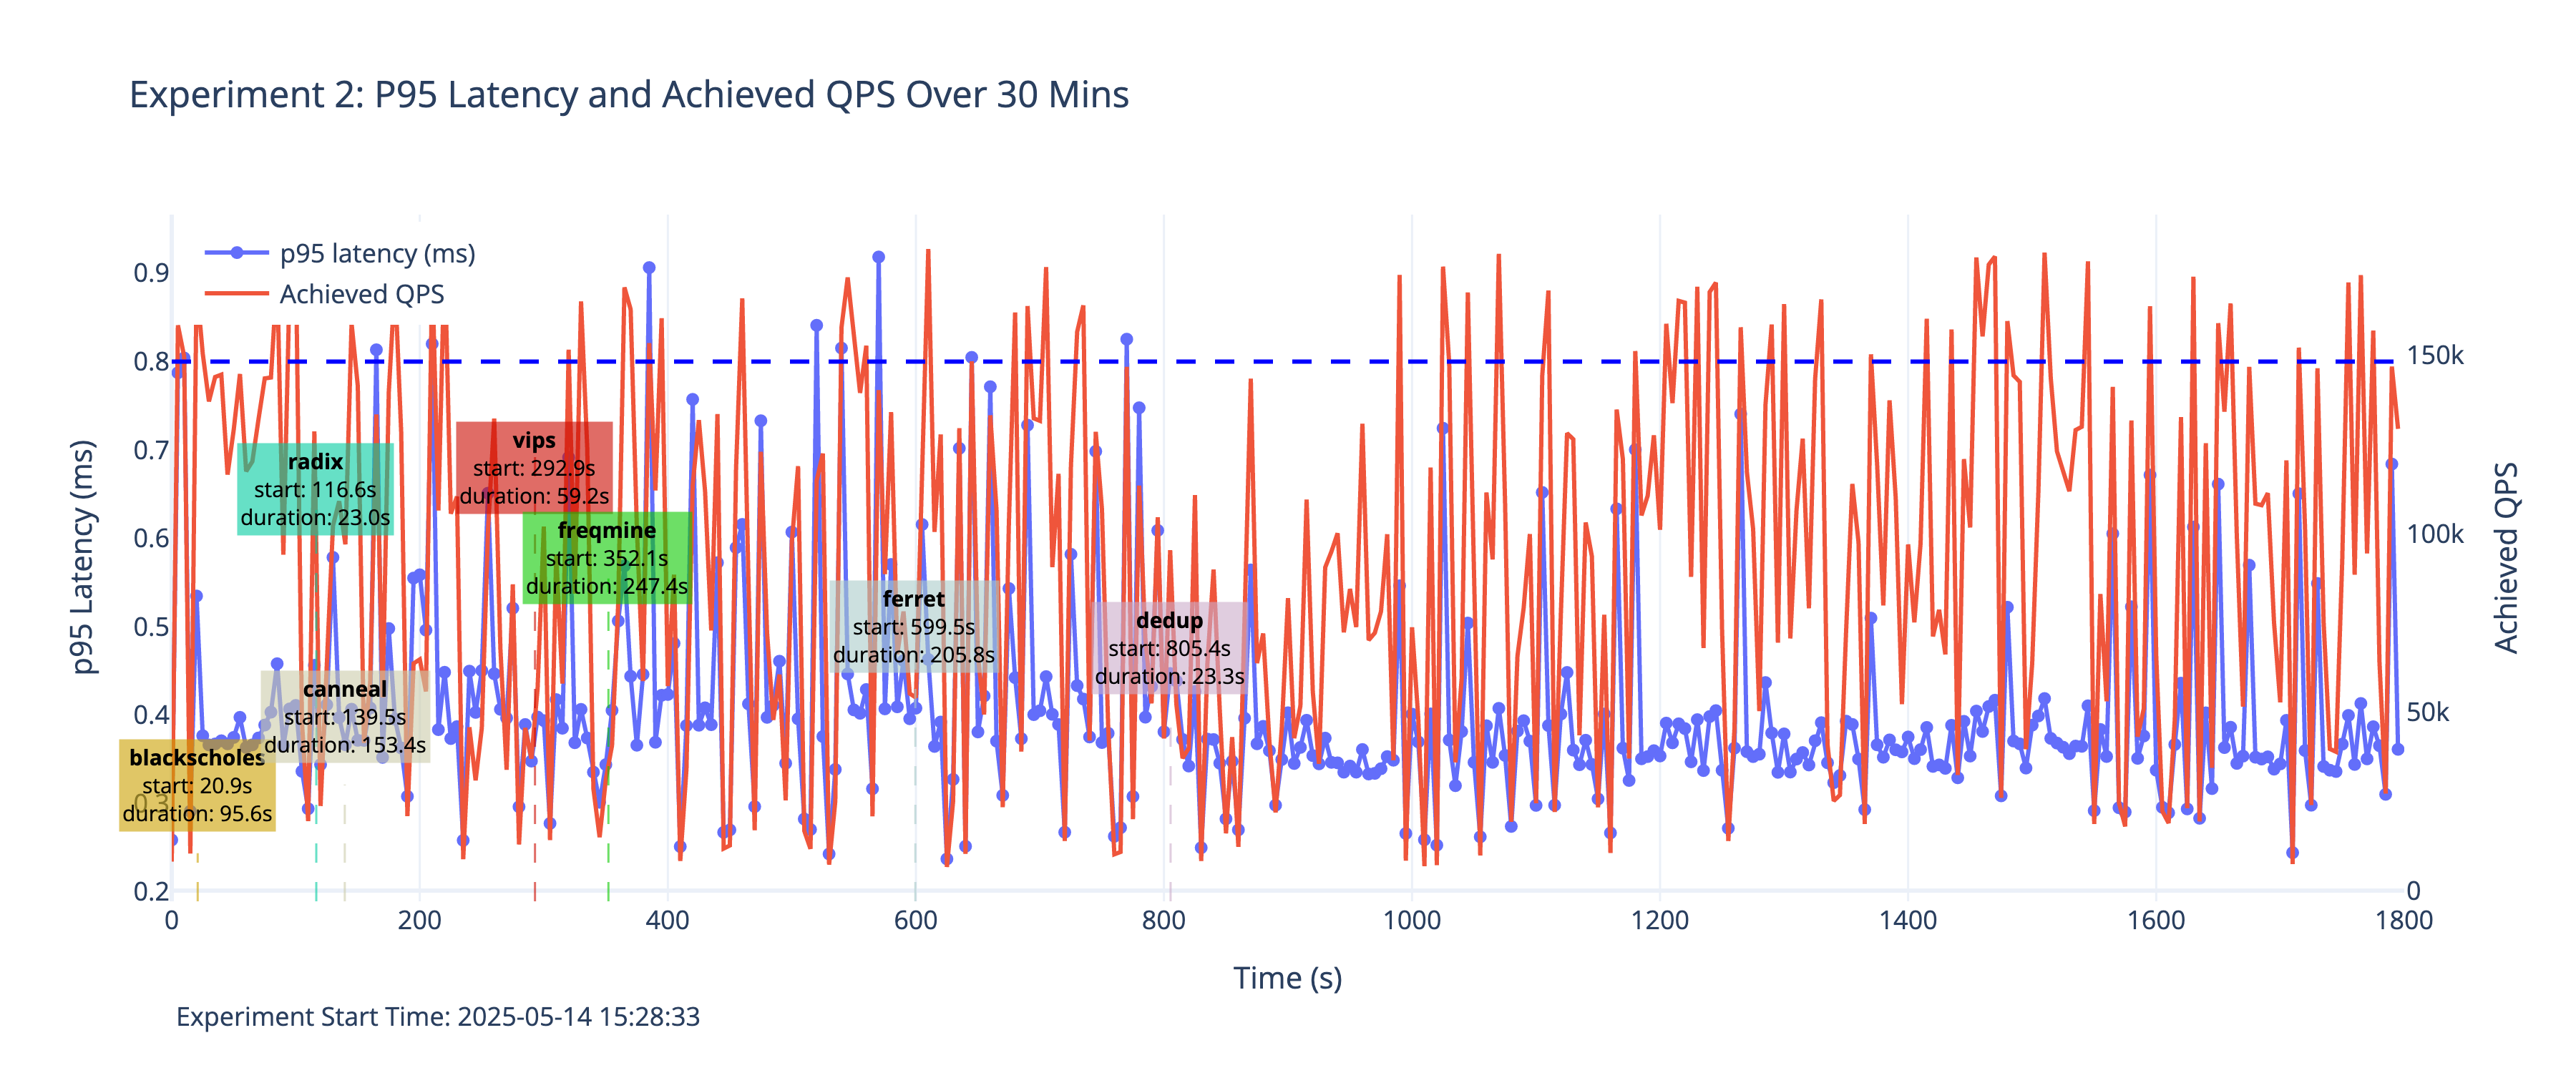 Experiment 2: P95 Latency and Achieved QPS Over 30 Mins
p95 latency (ms)
Achieved QPS
p95 Latency (ms)
0.9
0.8
0.7
0.6
0.5
0.4
0.3
0.2
radix
start: 116.6s
duration: 23.0s
vips
start: 292.9s
duration: 59.2s
freqmine
start: 352.1s
duration: 247.4s
ferret
start: 599.5s
duration: 205.8s
dedup
start: 805.4s
duration: 23.3s
canneal
start: 139.5s
duration: 153.4s
blackscholes
start: 20.9s
duration: 95.6s
150k
100k
50k
0
Achieved QPS
0 200 400 600 800 1000 1200 1400 1600 1800
Time (s)
Experiment Start Time: 2025-05-14 15:28:33